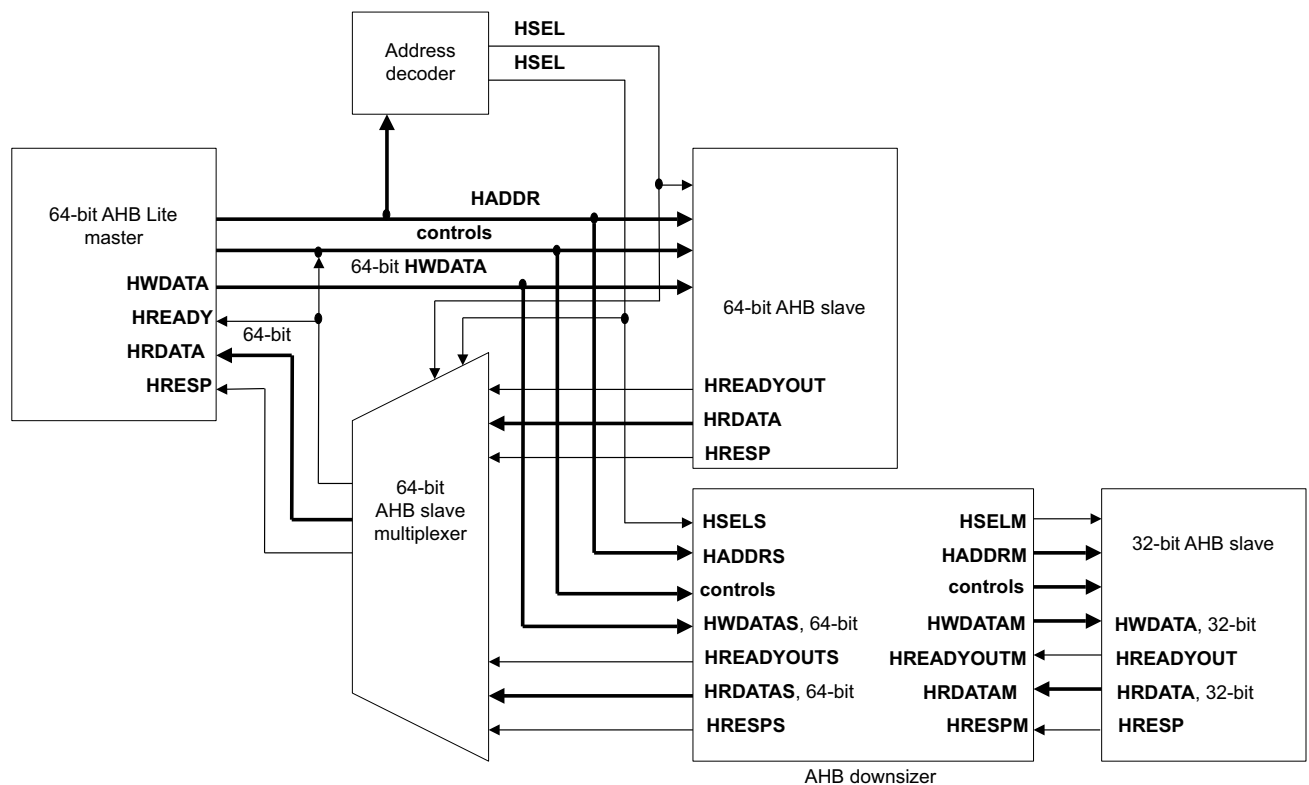 HSEL
Address
decoder
HSEL
64-bit AHB Lite
master
HADDR
controls
64-bit HWDATA
HWDATA
HREADY
64-bit
HRDATA
HRESP
64-bit AHB slave
HREADYOUT
HRDATA
HRESP
64-bit
AHB slave
multiplexer
HSELS
HADDRS
controls
HWDATAS, 64-bit
HREADYOUTS
HRDATAS, 64-bit
HRESPS
HSELM
HADDRM
controls
HWDATAM
HREADYOUTM
HRDATAM
HRESPM
32-bit AHB slave
HWDATA, 32-bit
HREADYOUT
HRDATA, 32-bit
HRESP
AHB downsizer